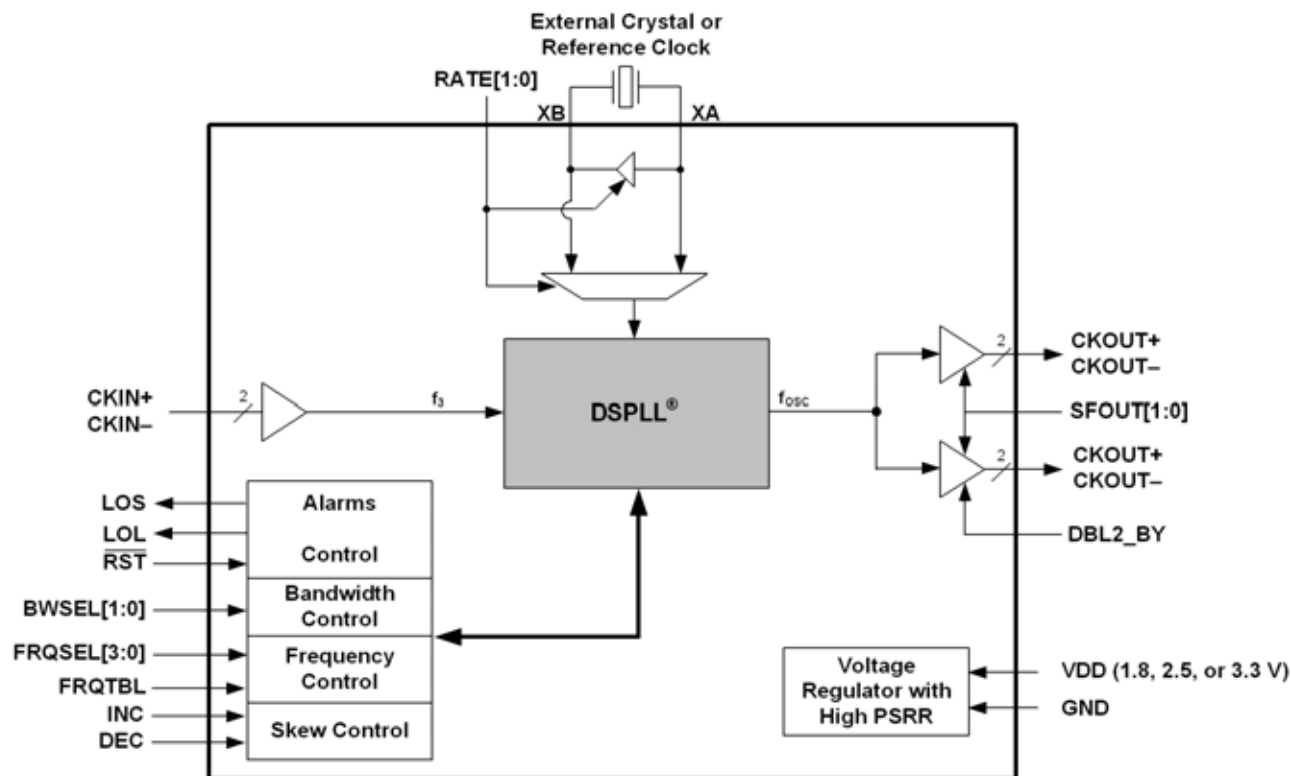 External Crystal or
Reference Clock
RATE[1:0]
XB
XA
CKIN+
CKIN–
2
f3
DSPLL®
fOSC
2
CKOUT+
CKOUT–
SFOUT[1:0]
2
CKOUT+
CKOUT–
DBL2_BY
LOS
LOL
RST
BWSEL[1:0]
FRQSEL[3:0]
FRQTBL
INC
DEC
Alarms
Control
Bandwidth
Control
Frequency
Control
Skew Control
Voltage
Regulator with
High PSRR
VDD (1.8, 2.5, or 3.3 V)
GND